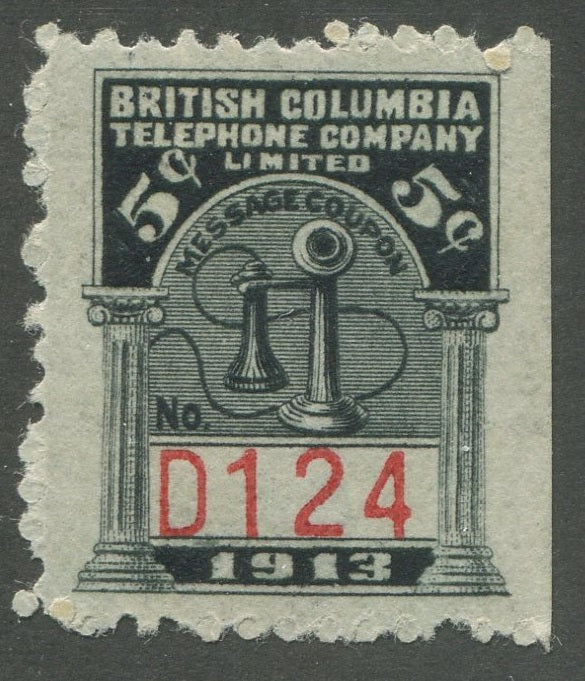 BRITISH COLUMBIA
TELEPHONE COMPANY
LIMITED
5¢ 5¢
MESSAGE COUPON
No.
D124
1913